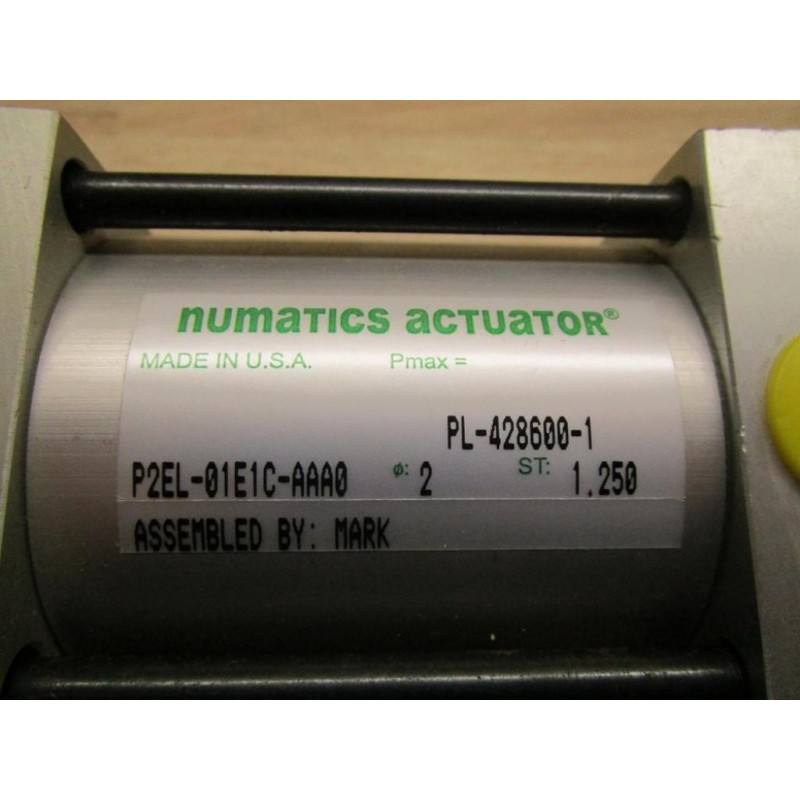 numatics actuator®
MADE IN U.S.A. Pmax =
PL-428600-1
P2EL-01E1C-AAA0 ø: 2 ST: 1.250
ASSEMBLED BY: MARK